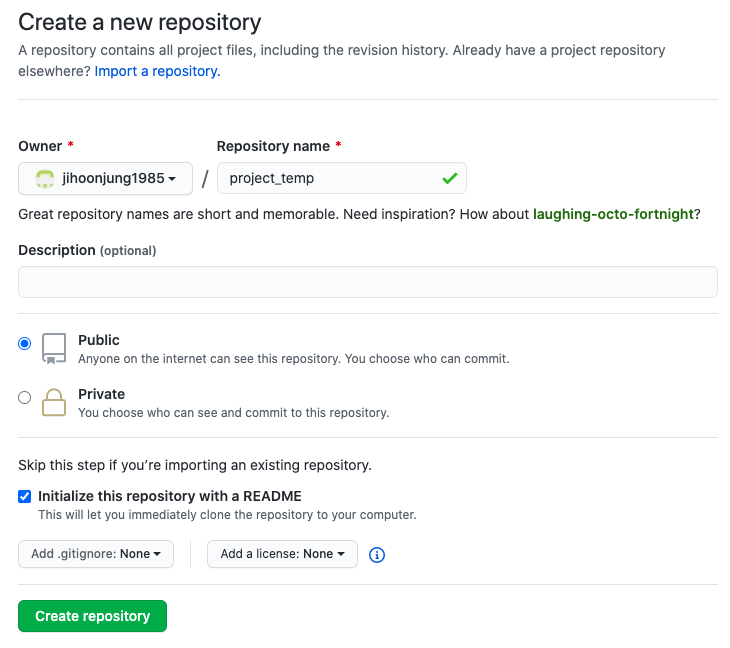 Create a new repository
A repository contains all project files, including the revision history. Already have a project repository
elsewhere? Import a repository.
Owner * Repository name *
jihoonjung1985 / project_temp
Great repository names are short and memorable. Need inspiration? How about laughing-octo-fortnight?
Description (optional)
Public
Anyone on the internet can see this repository. You choose who can commit.
Private
You choose who can see and commit to this repository.
Skip this step if you’re importing an existing repository.
Initialize this repository with a README
This will let you immediately clone the repository to your computer.
Add .gitignore: None Add a license: None
Create repository